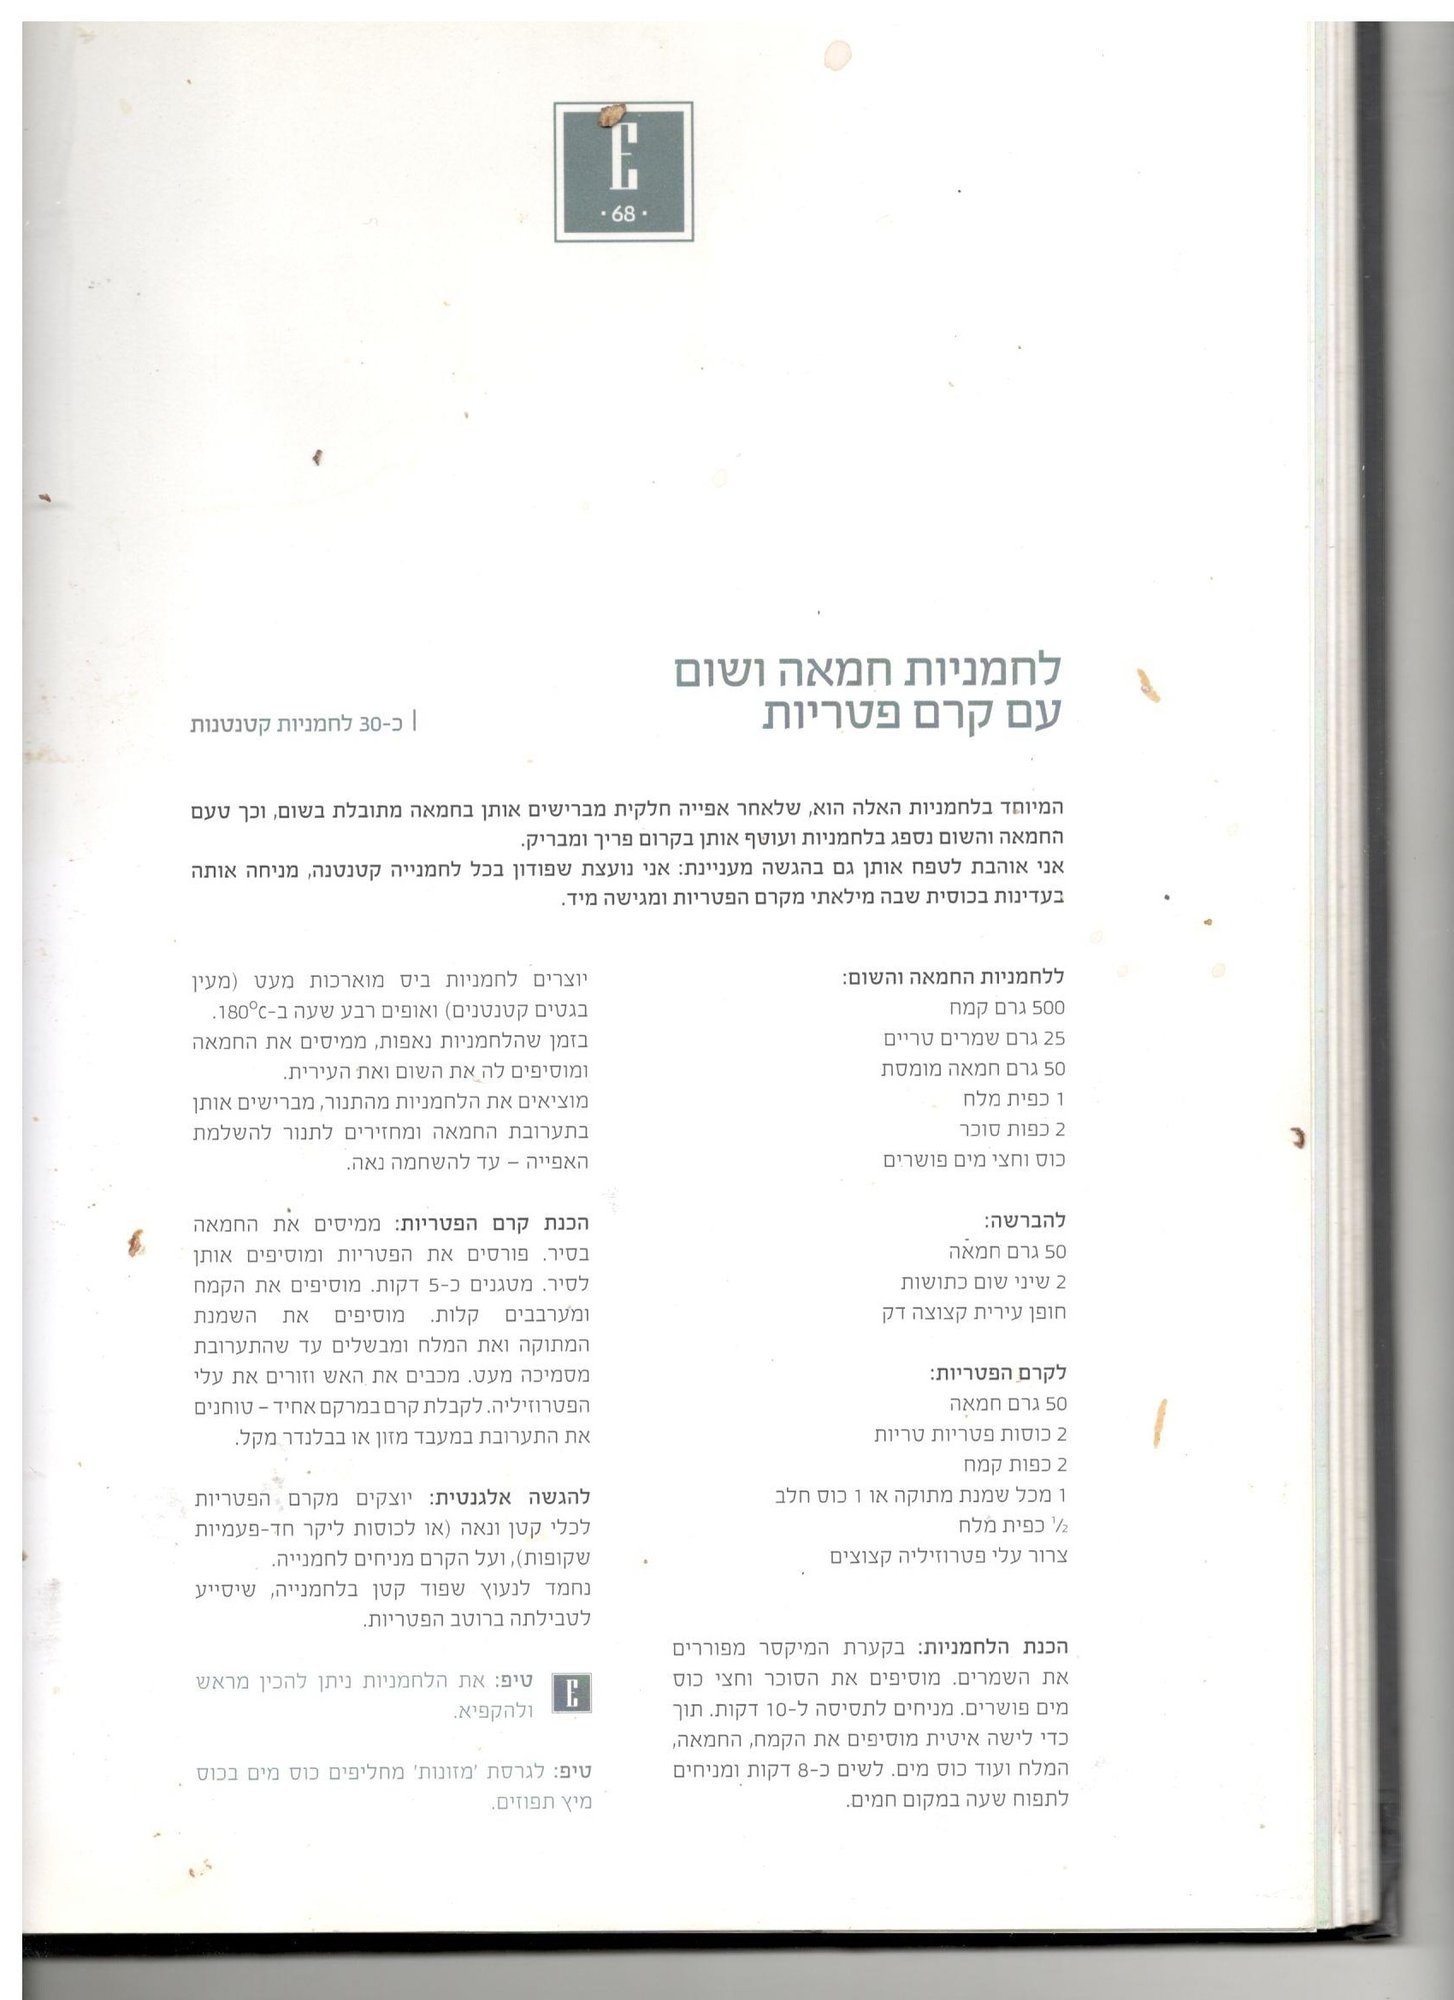 E
· 68 ·
לחמניות חמאה ושום
עם קרם פטריות
| כ-30 לחמניות קטנטנות
המיוחד בלחמניות האלה הוא, שלאחר אפייה חלקית מברישים אותן בחמאה מתובלת בשום, וכך טעם
החמאה והשום נספג בלחמניות ועוטף אותן בקרום פריך ומבריק.
אני אוהבת לטפח אותן גם בהגשה מעניינת: אני נועצת שפודון בכל לחמנייה קטנטנה, מניחה אותה
בעדינות בכוסית שבה מילאתי מקרם הפטריות ומגישה מיד.
ללחמניות החמאה והשום:
500 גרם קמח
25 גרם שמרים טריים
50 גרם חמאה מומסת
1 כפית מלח
2 כפות סוכר
כוס וחצי מים פושרים
להברשה:
50 גרם חמאה
2 שיני שום כתושות
חופן עירית קצוצה דק
לקרם הפטריות:
50 גרם חמאה
2 כוסות פטריות טריות
2 כפות קמח
1 מכל שמנת מתוקה או 1 כוס חלב
½ כפית מלח
צרור עלי פטרוזיליה קצוצים
הכנת הלחמניות: בקערת המיקסר מפוררים
את השמרים. מוסיפים את הסוכר וחצי כוס
מים פושרים. מניחים לתסיסה ל-10 דקות. תוך
כדי לישה איטית מוסיפים את הקמח, החמאה,
המלח ועוד כוס מים. לשים כ-8 דקות ומניחים
לתפוח שעה במקום חמים.
יוצרים לחמניות ביס מוארכות מעט (מעין
בגטים קטנטנים) ואופים רבע שעה ב-180°C.
בזמן שהלחמניות נאפות, ממיסים את החמאה
ומוסיפים לה את השום ואת העירית.
מוציאים את הלחמניות מהתנור, מברישים אותן
בתערובת החמאה ומחזירים לתנור להשלמת
האפייה – עד להשחמה נאה.
הכנת קרם הפטריות: ממיסים את החמאה
בסיר. פורסים את הפטריות ומוסיפים אותן
לסיר. מטגנים כ-5 דקות. מוסיפים את הקמח
ומערבבים קלות. מוסיפים את השמנת
המתוקה ואת המלח ומבשלים עד שהתערובת
מסמיכה מעט. מכבים את האש וזורים את עלי
הפטרוזיליה. לקבלת קרם במרקם אחיד – טוחנים
את התערובת במעבד מזון או בבלנדר מקל.
להגשה אלגנטית: יוצקים מקרם הפטריות
לכלי קטן ונאה (או לכוסות ליקר חד-פעמיות
שקופות), ועל הקרם מניחים לחמנייה.
נחמד לנעוץ שפוד קטן בלחמנייה, שיסייע
לטבילתה ברוטב הפטריות.
E טיפ: את הלחמניות ניתן להכין מראש
ולהקפיא.
טיפ: לגרסת 'מזונות' מחליפים כוס מים בכוס
מיץ תפוזים.